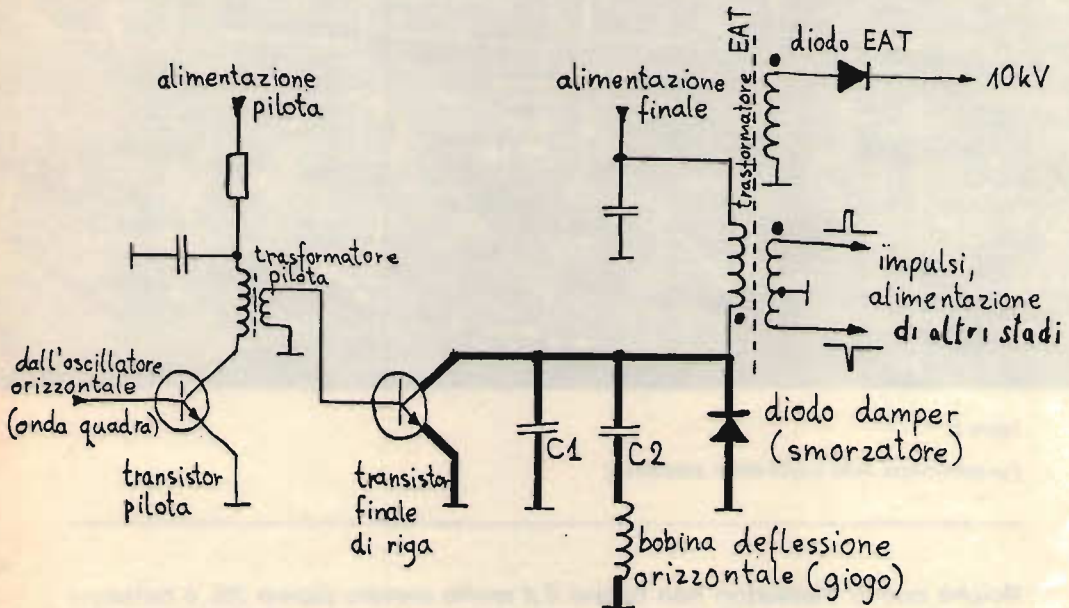 alimentazione
pilota
trasformatore
pilota
dall'oscillatore
orizzontale
(onda quadra)
transistor
pilota
transistor
finale
di riga
alimentazione
finale
C1
C2
bobina deflessione
orizzontale (giogo)
diodo damper
(smorzatore)
trasformatore EAT
diodo EAT
10kV
impulsi,
alimentazione
di altri stadi